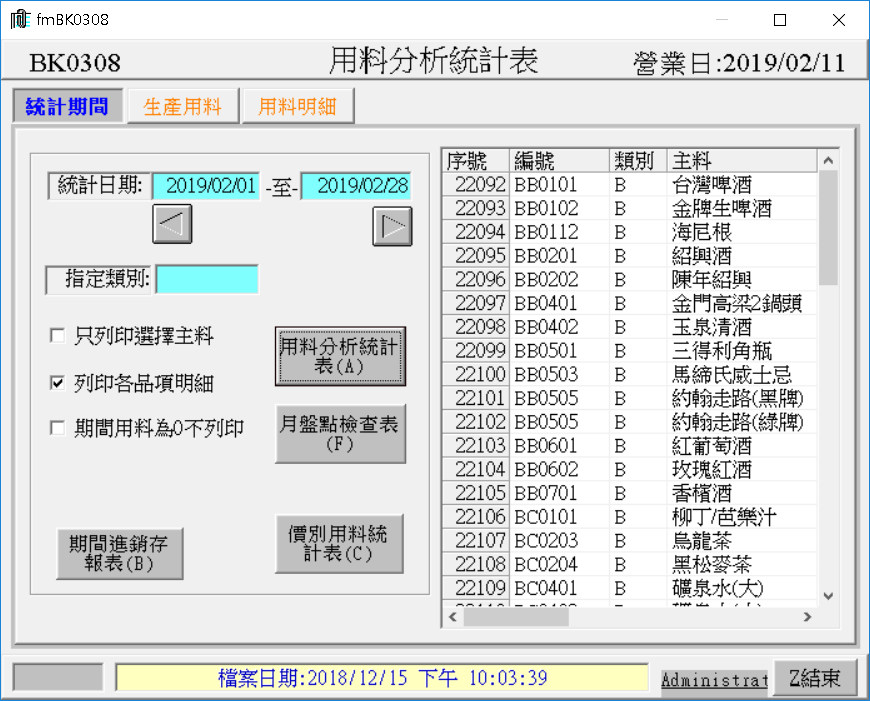 fmBK0308
BK0308 用料分析統計表 營業日:2019/02/11
統計期間 生產用料 用料明細
統計日期: 2019/02/01 -至- 2019/02/28
指定類別:
只列印選擇主料
列印各品項明細
期間用料為0不列印
用料分析統計
表(A)
月盤點檢查表
(F)
期間進銷存
報表(B)
價別用料統
計表(C)
序號 編號 類別 主料
22092 BB0101 B 台灣啤酒
22093 BB0102 B 金牌生啤酒
22094 BB0112 B 海尼根
22095 BB0201 B 紹興酒
22096 BB0202 B 陳年紹興
22097 BB0401 B 金門高梁2鍋頭
22098 BB0402 B 玉泉清酒
22099 BB0501 B 三得利角瓶
22100 BB0503 B 馬締氏威士忌
22101 BB0505 B 約翰走路(黑牌)
22102 BB0505 B 約翰走路(綠牌)
22103 BB0601 B 紅葡萄酒
22104 BB0602 B 玫瑰紅酒
22105 BB0701 B 香檳酒
22106 BC0101 B 柳丁/芭樂汁
22107 BC0203 B 烏龍茶
22108 BC0204 B 黑松麥茶
22109 BC0401 B 礦泉水(大)
檔案日期:2018/12/15 下午 10:03:39
Administrat
Z結束